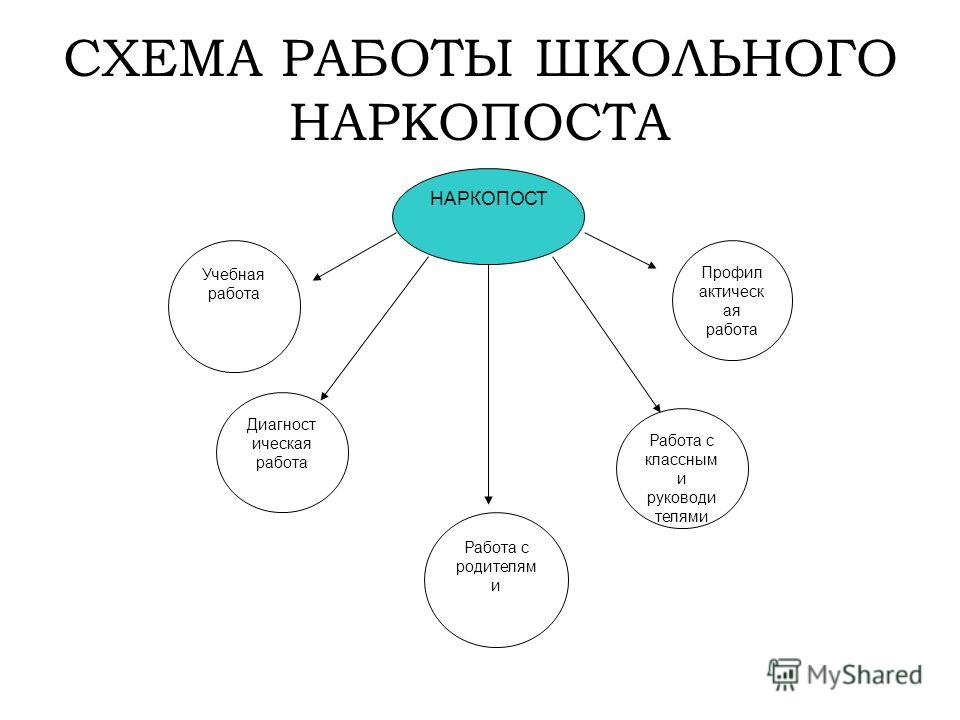 СХЕМА РАБОТЫ ШКОЛЬНОГО
НАРКОПОСТА
НАРКОПОСТ
Учебная
работа
Профил
актическ
ая
работа
Диагност
ическая
работа
Работа с
классным
и
руководи
телями
Работа с
родителям
и
MyShared